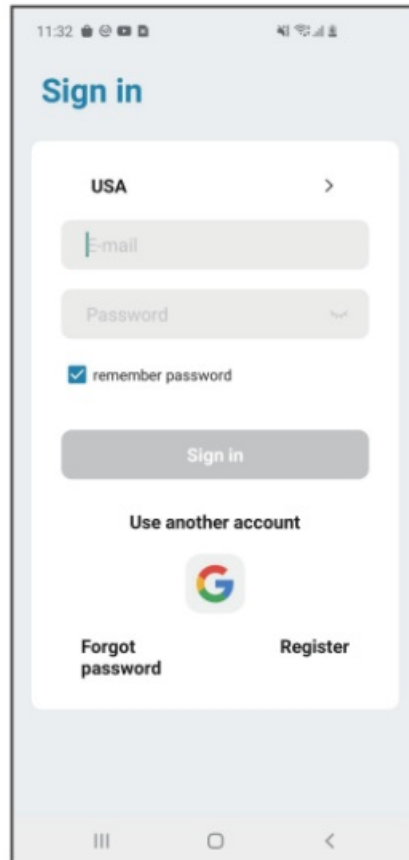 11:32
Sign in
USA
E-mail
Password
remember password
Sign in
Use another account
G
Forgot
password
Register